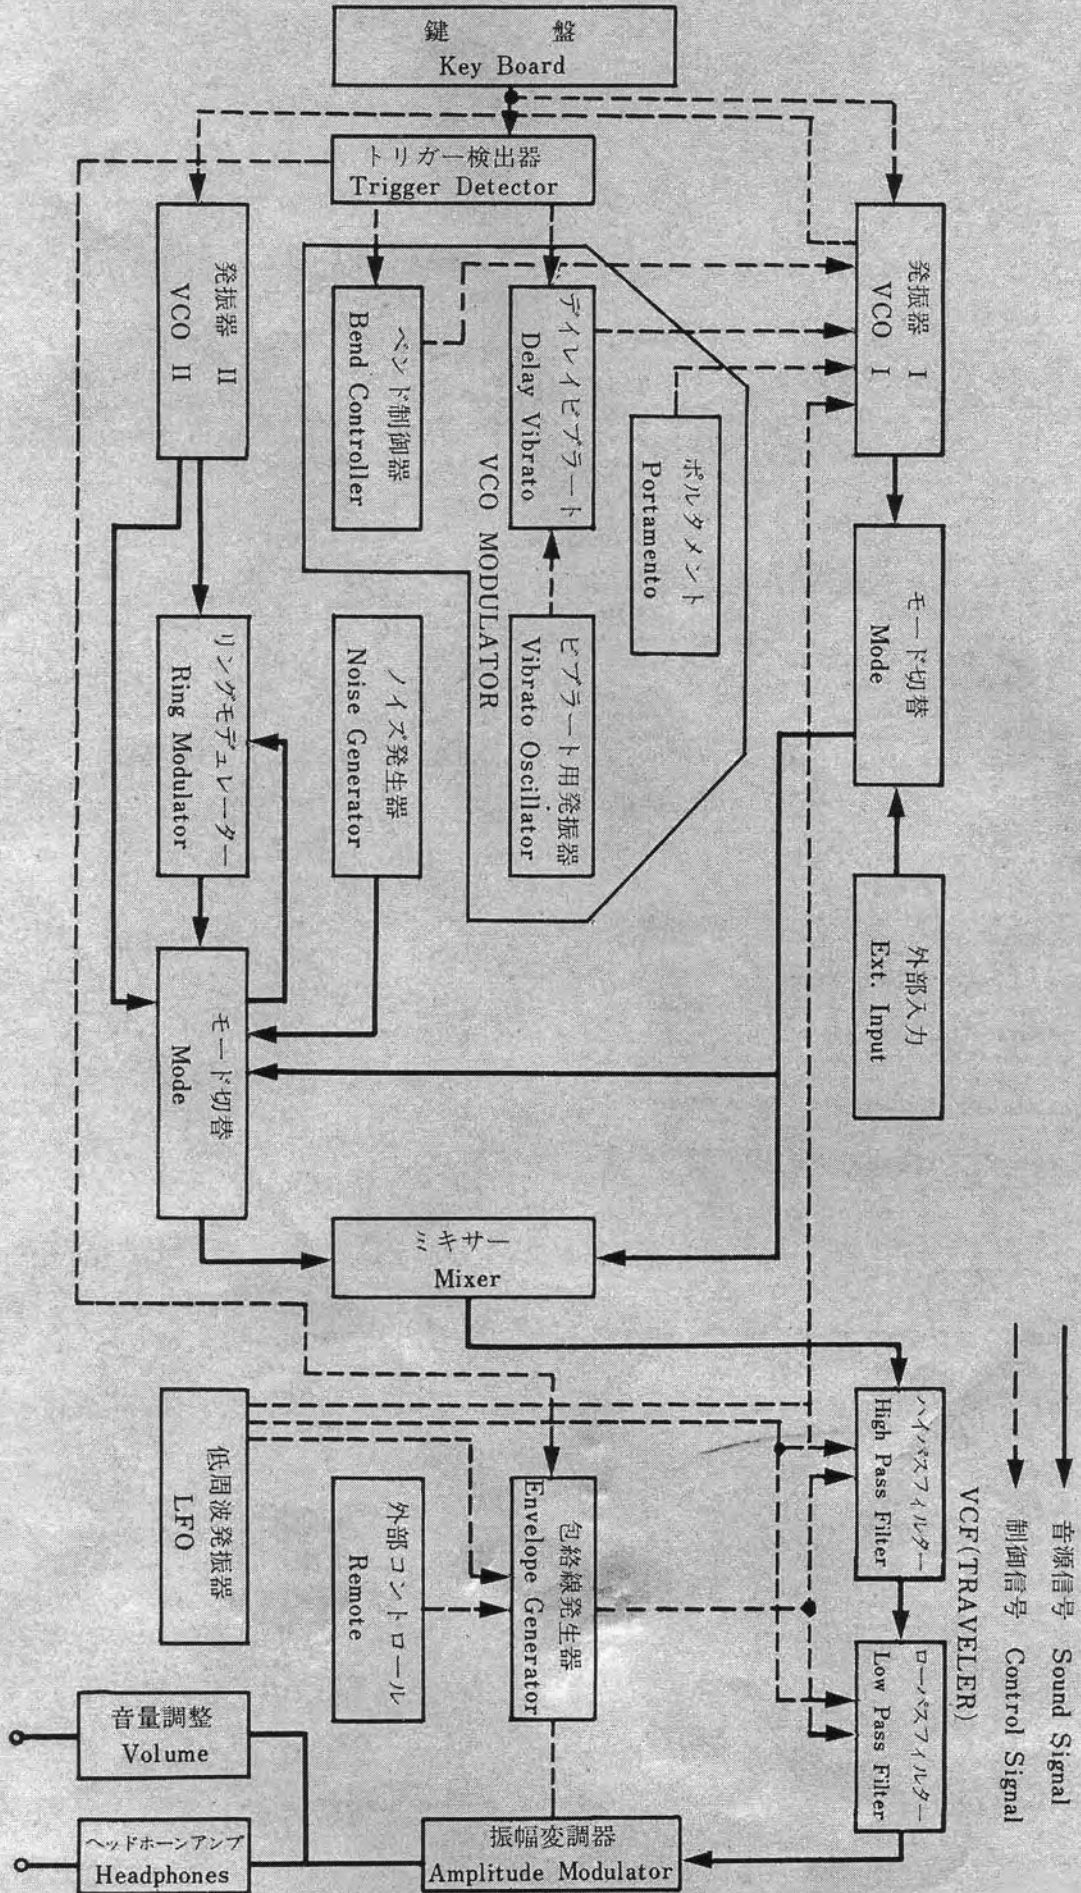 鍵 盤
Key Board
トリガー検出器
Trigger Detector
発振器 II
VCO II
ベンド制御器
Bend Controller
ディレイビブラート
Delay Vibrato
ポルタメント
Portamento
発振器 I
VCO I
VCO MODULATOR
モード切替
Mode
リングモデュレーター
Ring Modulator
ノイズ発生器
Noise Generator
ビブラート用発振器
Vibrato Oscillator
外部入力
Ext. Input
モード切替
Mode
ミキサー
Mixer
音源信号 Sound Signal
制御信号 Control Signal
VCF(TRAVELER)
ハイパスフィルター
High Pass Filter
ローパスフィルター
Low Pass Filter
低周波発振器
LFO
外部コントロール
Remote
包絡線発生器
Envelope Generator
音量調整
Volume
ヘッドホーンアンプ
Headphones
振幅変調器
Amplitude Modulator